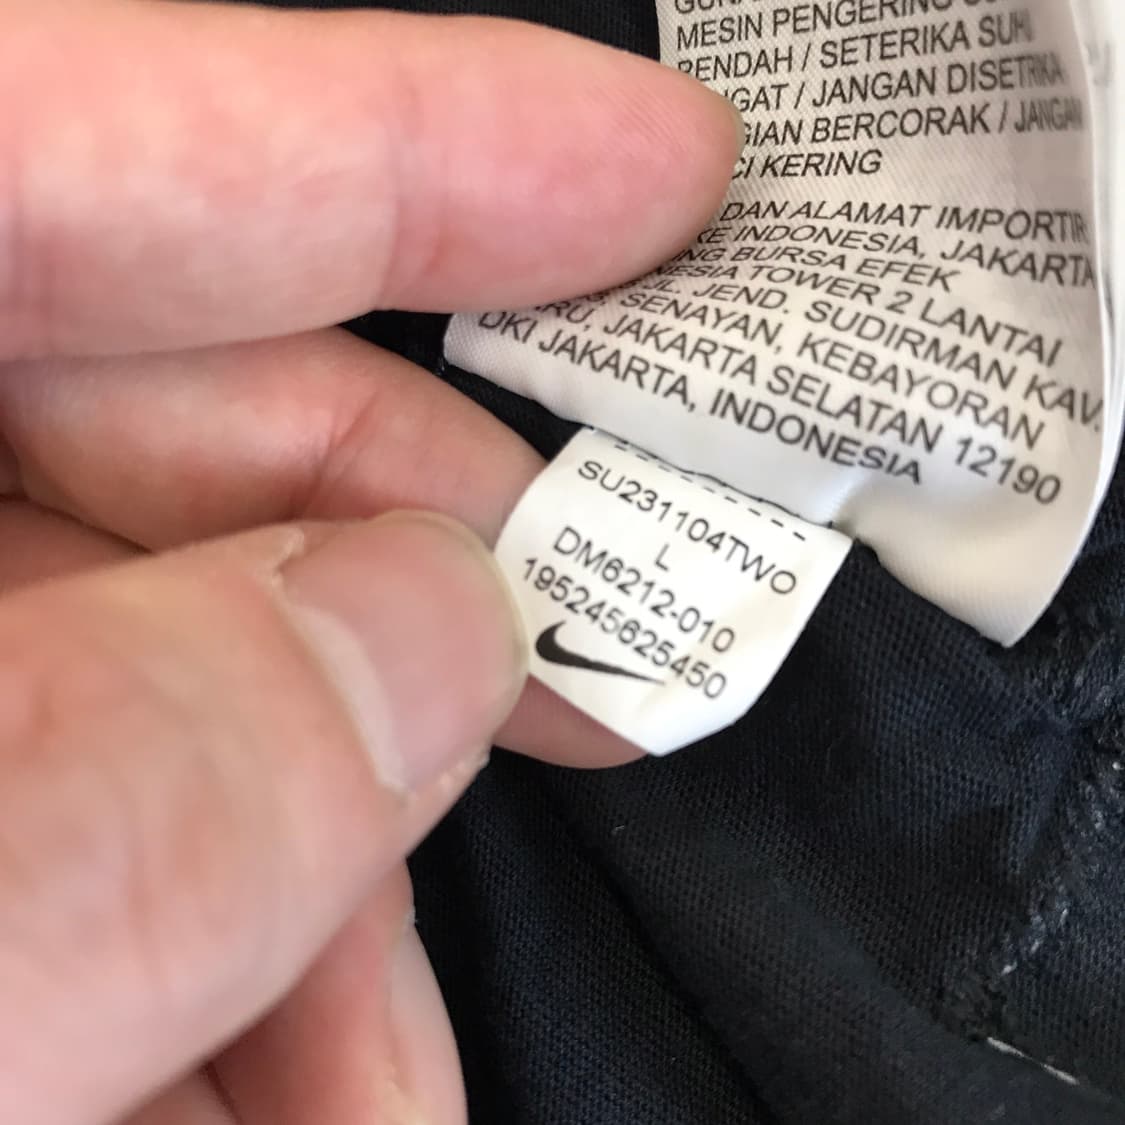 MESIN PENGERING
RENDAH / SETERIKA SUHU
/ JANGAN DISETRIKA
BERCORAK / JANGAN
KERING
DAN ALAMAT IMPORTIR
INDONESIA, JAKARTA
BURSA EFEK
TOWER 2 LANTAI
JL. JEND. SUDIRMAN KAV.
SENAYAN, KEBAYORAN
JAKARTA SELATAN 12190
DKI JAKARTA, INDONESIA
SU231104TWO
L
DM6212-010
195245625450